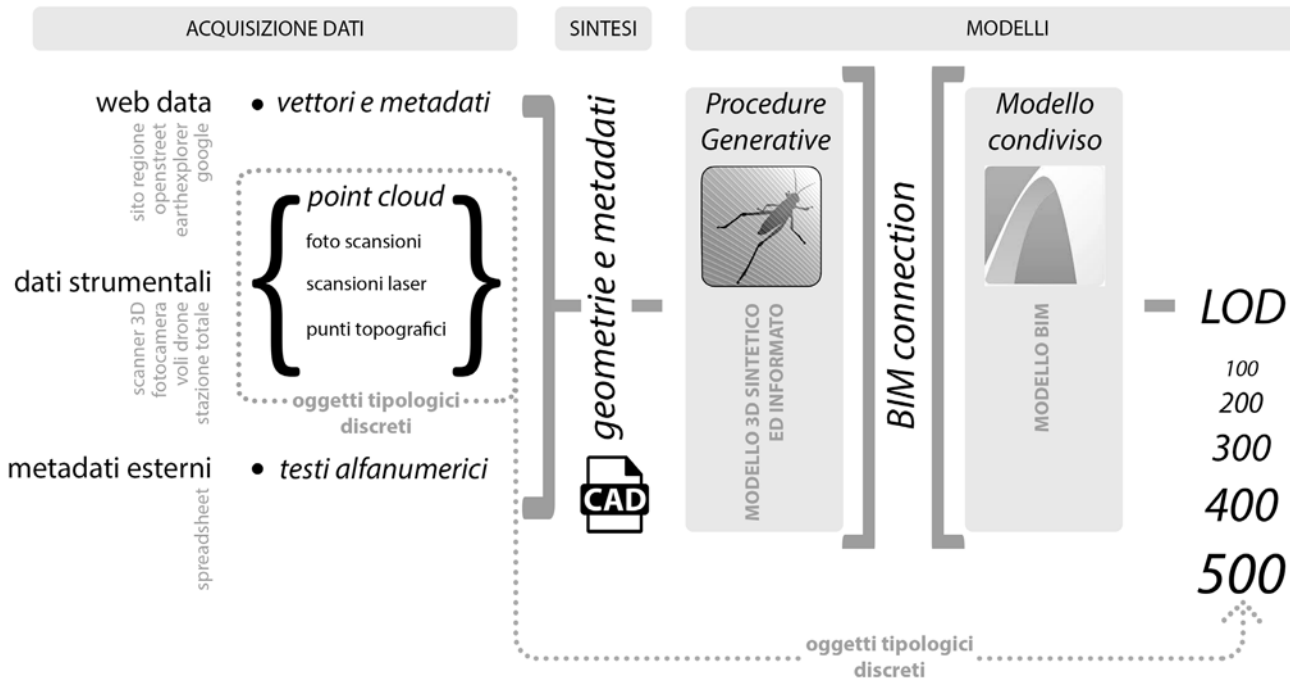 ACQUISIZIONE DATI
SINTESI
MODELLI
web data
• vettori e metadati
sito regione
openstreet
earthexplorer
google
point cloud
foto scansioni
scansioni laser
punti topografici
oggetti tipologici
discreti
dati strumentali
scanner 3D
fotocamera
voli drone
stazione totale
metadati esterni
• testi alfanumerici
spreadsheet
geometrie e metadati
CAD
Procedure
Generative
MODELLO 3D SINTETICO
ED INFORMATO
BIM connection
Modello
condiviso
MODELLO BIM
LOD
100
200
300
400
500
oggetti tipologici
discreti